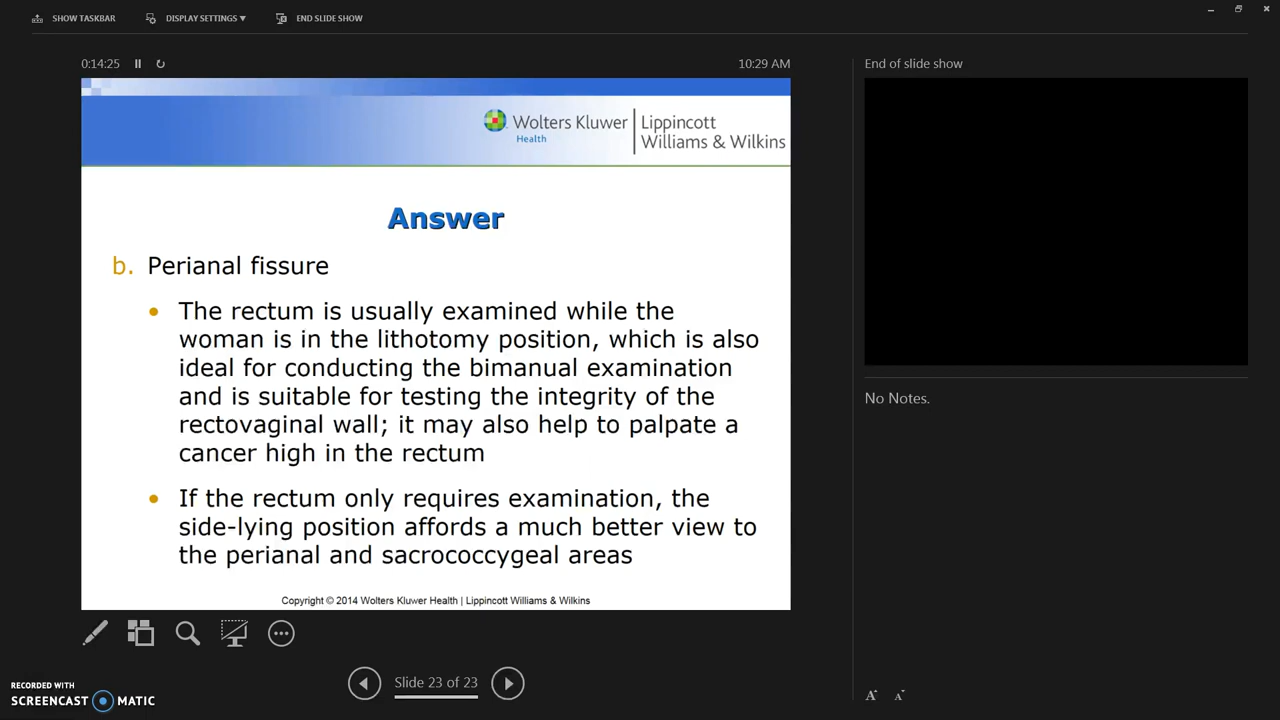 SHOW TASKBAR
DISPLAY SETTINGS ▼
END SLIDE SHOW
0:14:25
10:29 AM
Wolters Kluwer
Health
Lippincott
Williams & Wilkins
Answer
b. Perianal fissure
• The rectum is usually examined while the
woman is in the lithotomy position, which is also
ideal for conducting the bimanual examination
and is suitable for testing the integrity of the
rectovaginal wall; it may also help to palpate a
cancer high in the rectum
• If the rectum only requires examination, the
side-lying position affords a much better view to
the perianal and sacrococcygeal areas
Copyright © 2014 Wolters Kluwer Health | Lippincott Williams & Wilkins
Slide 23 of 23
End of slide show
No Notes.
A A
RECORDED WITH
SCREENCAST MATIC